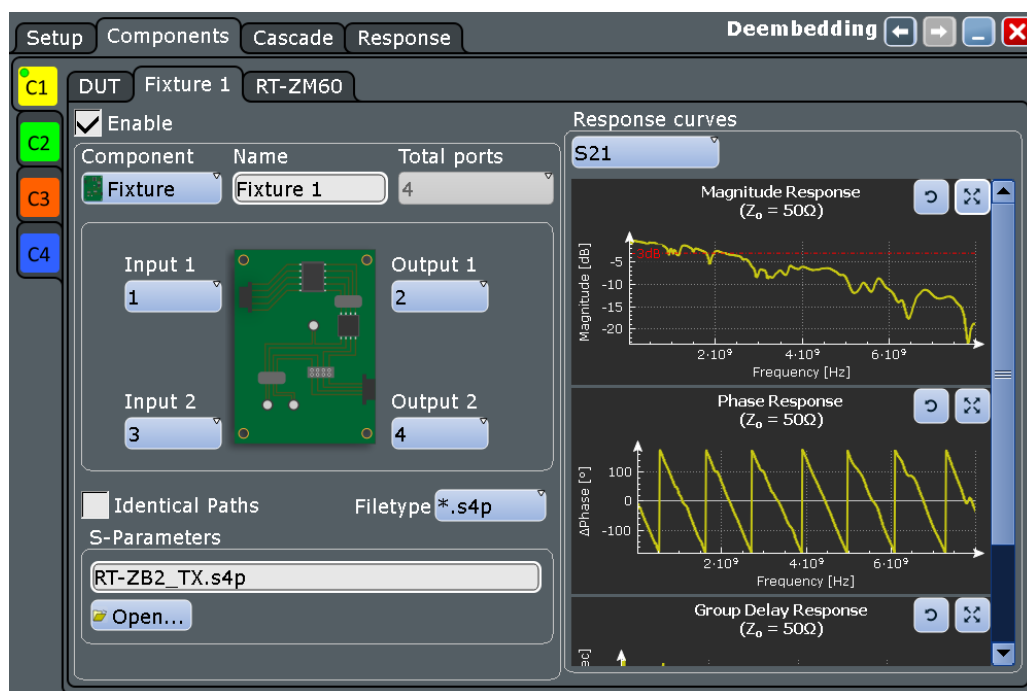 Setup Components Cascade Response Deembedding
C1
C2
C3
C4
DUT Fixture 1 RT-ZM60
Enable
Component Name Total ports
Fixture Fixture 1 4
Input 1 Output 1
1 2
Input 2 Output 2
3 4
Identical Paths Filetype *.s4p
S-Parameters
RT-ZB2_TX.s4p
Open...
Response curves
S21
Magnitude Response
(Z₀ = 50Ω)
Magnitude [dB]
3dB
-5
-10
-15
-20
2·10⁹ 4·10⁹ 6·10⁹
Frequency [Hz]
Phase Response
(Z₀ = 50Ω)
ΔPhase [°]
100
0
-100
2·10⁹ 4·10⁹ 6·10⁹
Frequency [Hz]
Group Delay Response
(Z₀ = 50Ω)
ec]